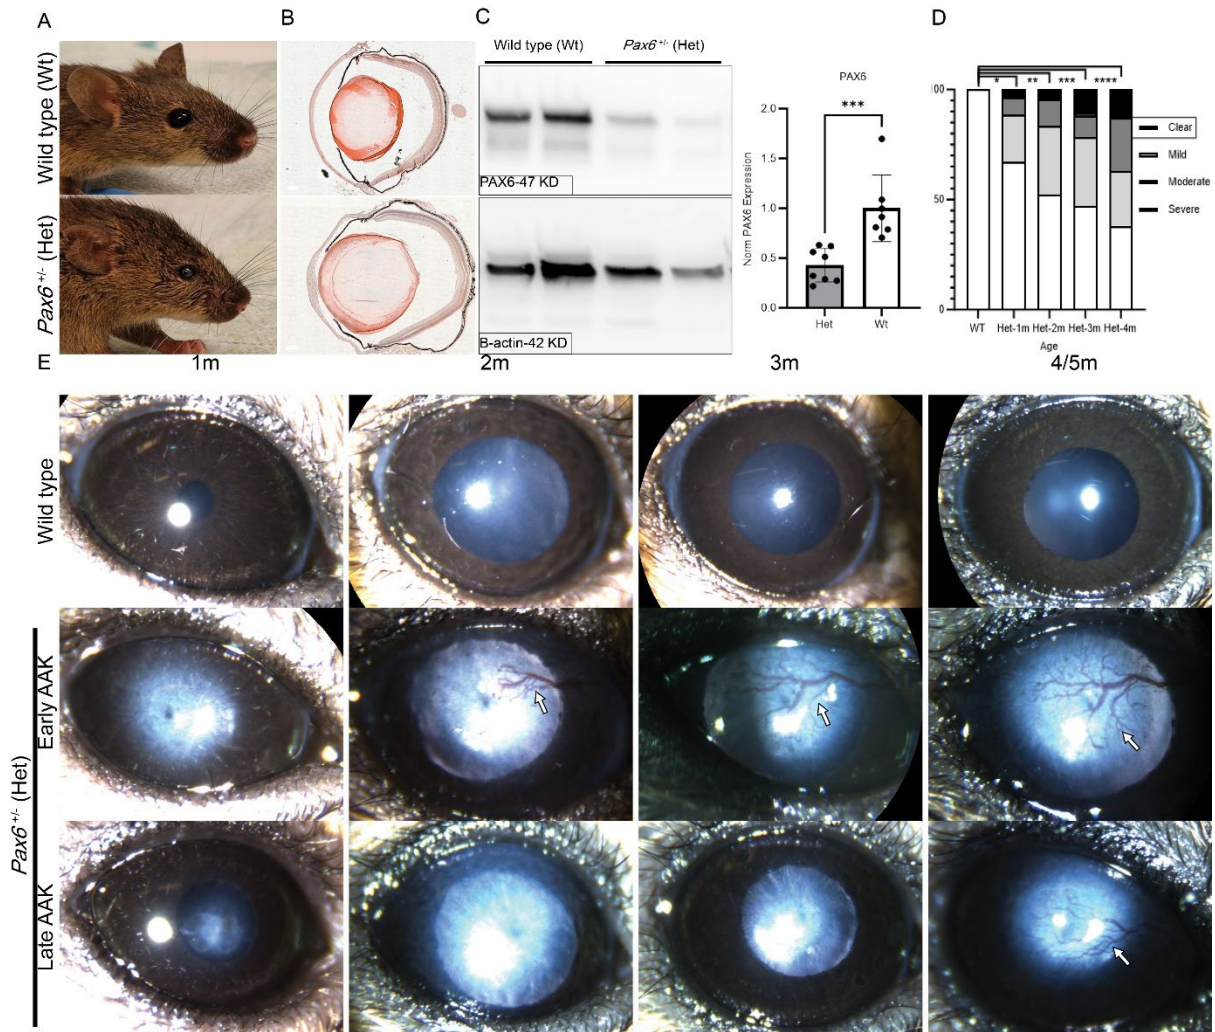 A
B
C
D
Wild type (Wt)
Pax6+/- (Het)
Wild type (Wt)
Pax6+/- (Het)
PAX6-47 KD
B-actin-42 KD
PAX6
***
Norm PAX6 Expression
2.0
1.5
1.0
0.5
0.0
Het
Wt
* ** *** ****
100
50
0
WT Het-1m Het-2m Het-3m Het-4m
Age
Clear
Mild
Moderate
Severe
E
1m
2m
3m
4/5m
Wild type
Pax6+/- (Het)
Early AAK
Late AAK